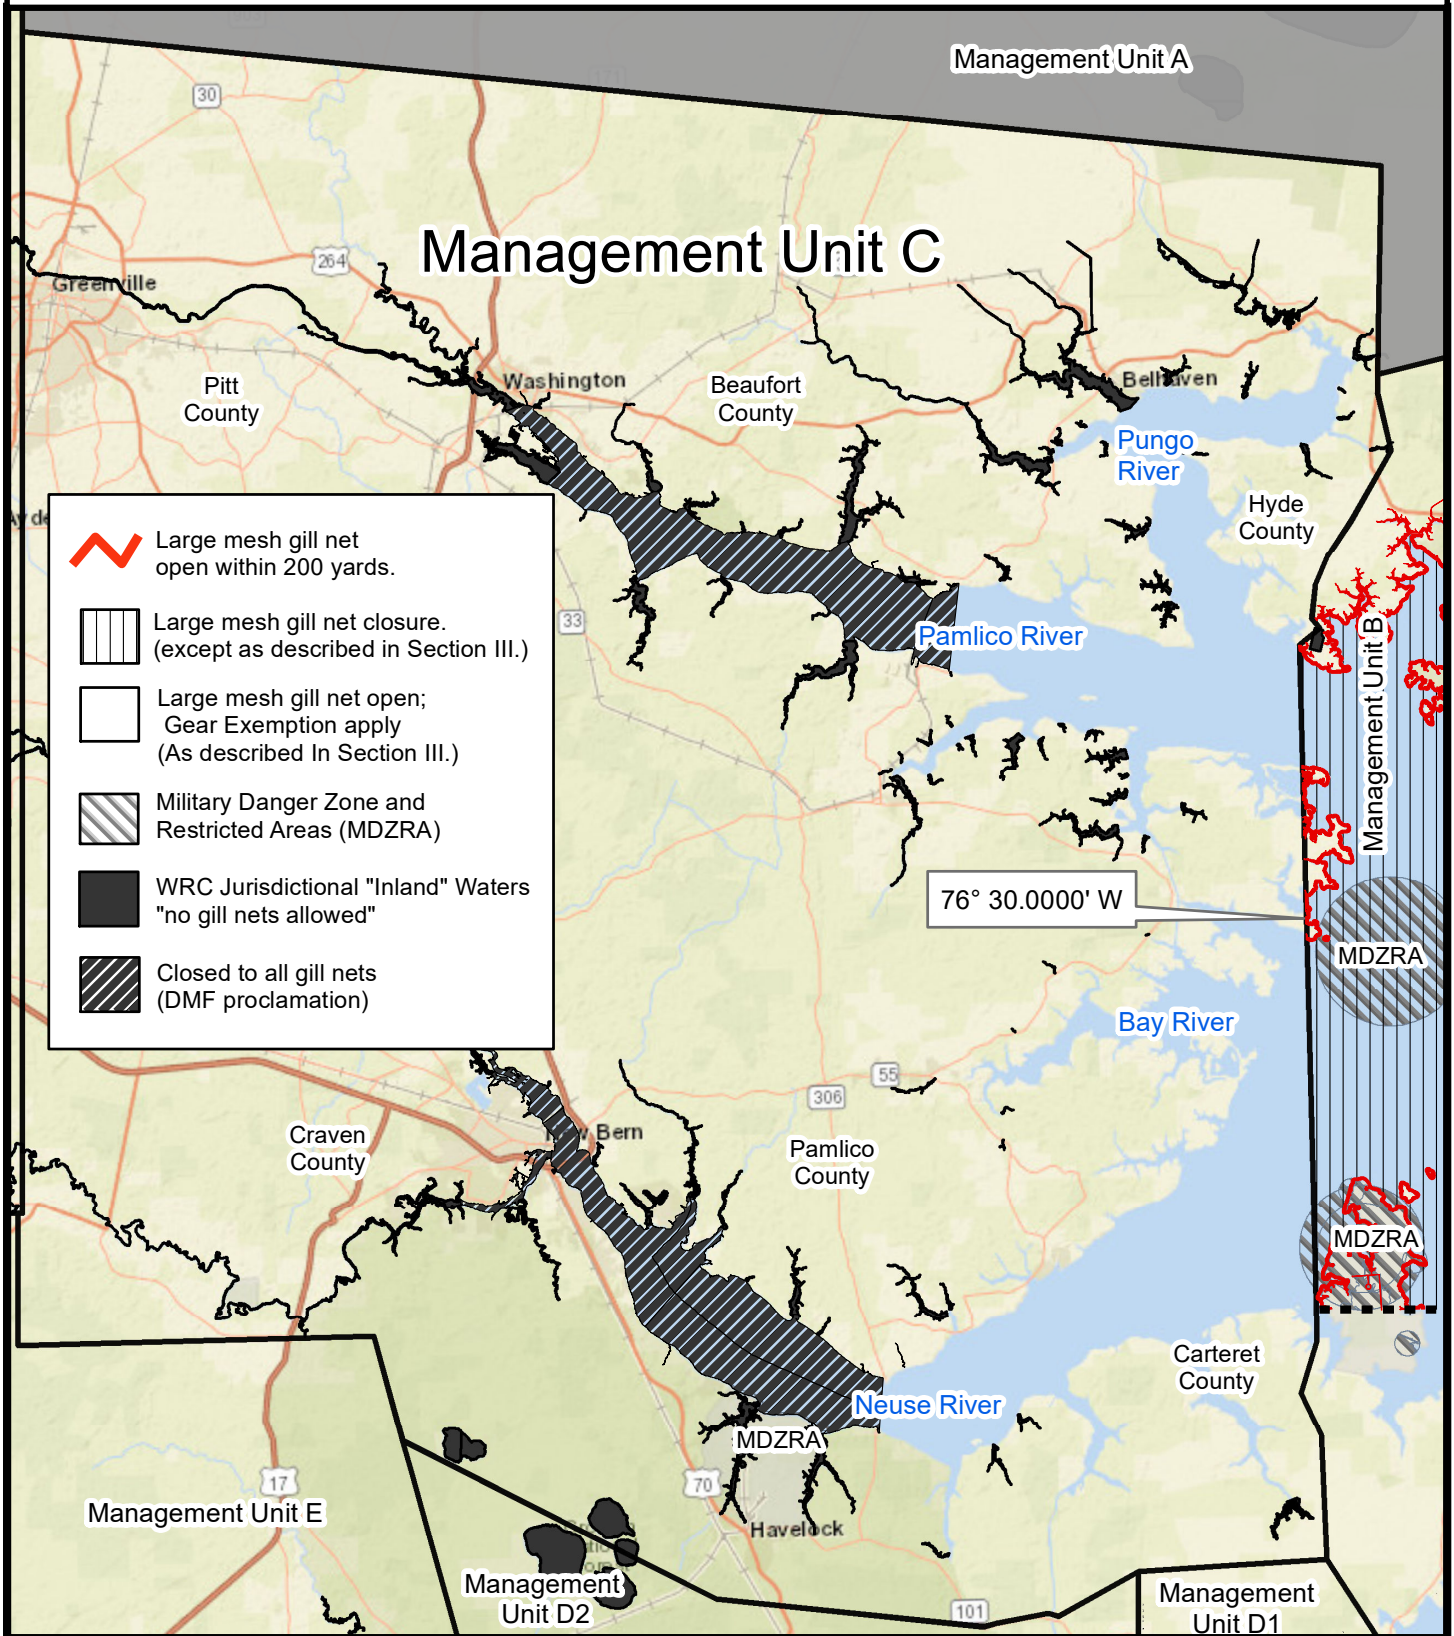 Management Unit A
30
171
264
Management Unit C
Greenville
Pitt
County
Washington
Beaufort
County
Belhaven
Pungo
River
Hyde
County
Large mesh gill net
open within 200 yards.
Large mesh gill net closure.
(except as described in Section III.)
Large mesh gill net open;
Gear Exemption apply
(As described In Section III.)
Military Danger Zone and
Restricted Areas (MDZRA)
WRC Jurisdictional "Inland" Waters
"no gill nets allowed"
Closed to all gill nets
(DMF proclamation)
33
Pamlico River
Management Unit B
76° 30.0000' W
MDZRA
Bay River
55
306
Craven
County
Bern
Pamlico
County
MDZRA
Carteret
County
Neuse River
MDZRA
17
70
Management Unit E
Havelock
Management
Unit D2
101
Management
Unit D1